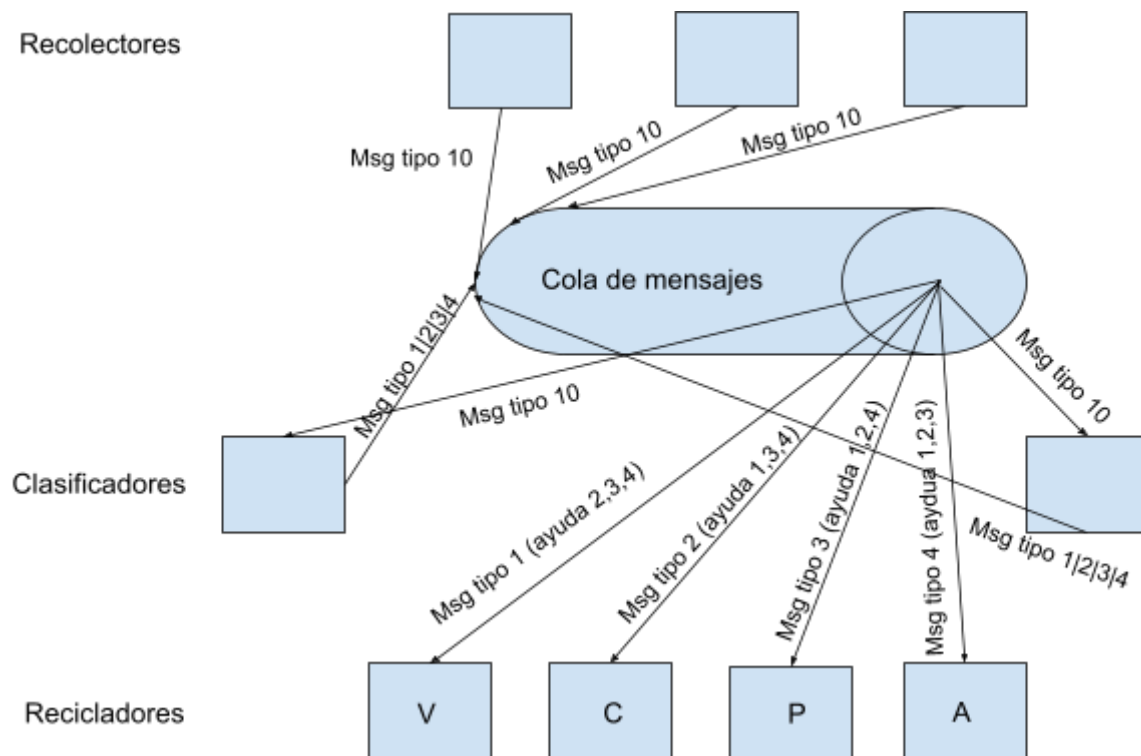 Recolectores
Msg tipo 10
Msg tipo 10
Msg tipo 10
Cola de mensajes
Msg tipo 1|2|3|4
Msg tipo 10
Msg tipo 10
Clasificadores
Msg tipo 1 (ayuda 2,3,4)
Msg tipo 2 (ayuda 1,3,4)
Msg tipo 3 (ayuda 1,2,4)
Msg tipo 4 (aydua 1,2,3)
Msg tipo 1|2|3|4
Recicladores
V
C
P
A